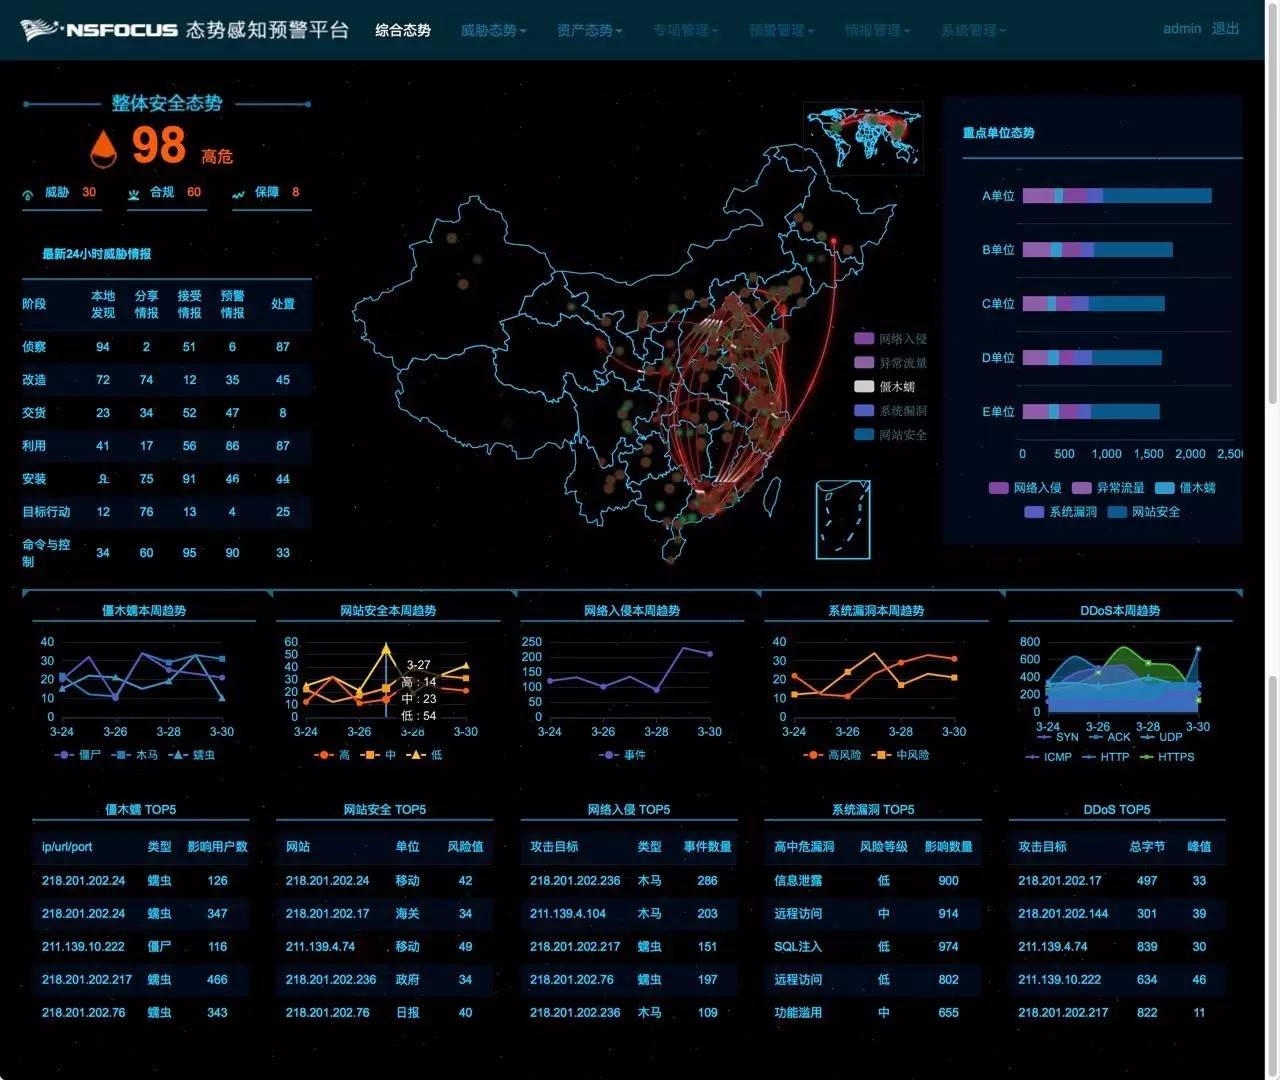 NSFOCUS 态势感知预警平台 综合态势 威胁态势 资产态势 专项管理 预警管理 情报管理 系统管理 admin 退出
整体安全态势
98 高危
威胁 30 合规 60 保障 8
最新24小时威胁情报
阶段 本地发现 分享情报 接受情报 预警情报 处置
侦察 94 2 51 6 87
改造 72 74 12 35 45
交货 23 34 52 47 8
利用 41 17 56 86 87
安装 9 75 91 46 44
目标行动 12 76 13 4 25
命令与控制 34 60 95 90 33
网络入侵
异常流量
僵木蠕
系统漏洞
网站安全
重点单位态势
A单位
B单位
C单位
D单位
E单位
0 500 1,000 1,500 2,000 2,500
网络入侵 异常流量 僵木蠕
系统漏洞 网站安全
僵木蠕本周趋势
40
30
20
10
0
3-24 3-26 3-28 3-30
僵尸 木马 蠕虫
网站安全本周趋势
60
50
40
30
20
10
0
3-27
高 : 14
中 : 23
低 : 54
3-24 3-26 3-28 3-30
高 中 低
网络入侵本周趋势
250
200
150
100
50
0
3-24 3-26 3-28 3-30
事件
系统漏洞本周趋势
40
30
20
10
0
3-24 3-26 3-28 3-30
高风险 中风险
DDoS本周趋势
800
600
400
200
0
3-24 3-26 3-28 3-30
SYN ACK UDP
ICMP HTTP HTTPS
僵木蠕 TOP5
ip/url/port 类型 影响用户数
218.201.202.24 蠕虫 126
218.201.202.24 蠕虫 347
211.139.10.222 僵尸 116
218.201.202.217 蠕虫 466
218.201.202.76 蠕虫 343
网站安全 TOP5
网站 单位 风险值
218.201.202.24 移动 42
218.201.202.17 海关 34
211.139.4.74 移动 49
218.201.202.236 政府 34
218.201.202.76 日报 40
网络入侵 TOP5
攻击目标 类型 事件数量
218.201.202.236 木马 286
211.139.4.104 木马 203
218.201.202.217 蠕虫 151
218.201.202.76 蠕虫 197
218.201.202.236 木马 109
系统漏洞 TOP5
高中危漏洞 风险等级 影响数量
信息泄露 低 900
远程访问 中 914
SQL注入 低 974
远程访问 低 802
功能滥用 中 655
DDoS TOP5
攻击目标 总字节 峰值
218.201.202.17 497 33
218.201.202.144 301 39
211.139.4.74 839 30
211.139.10.222 634 46
218.201.202.217 822 11